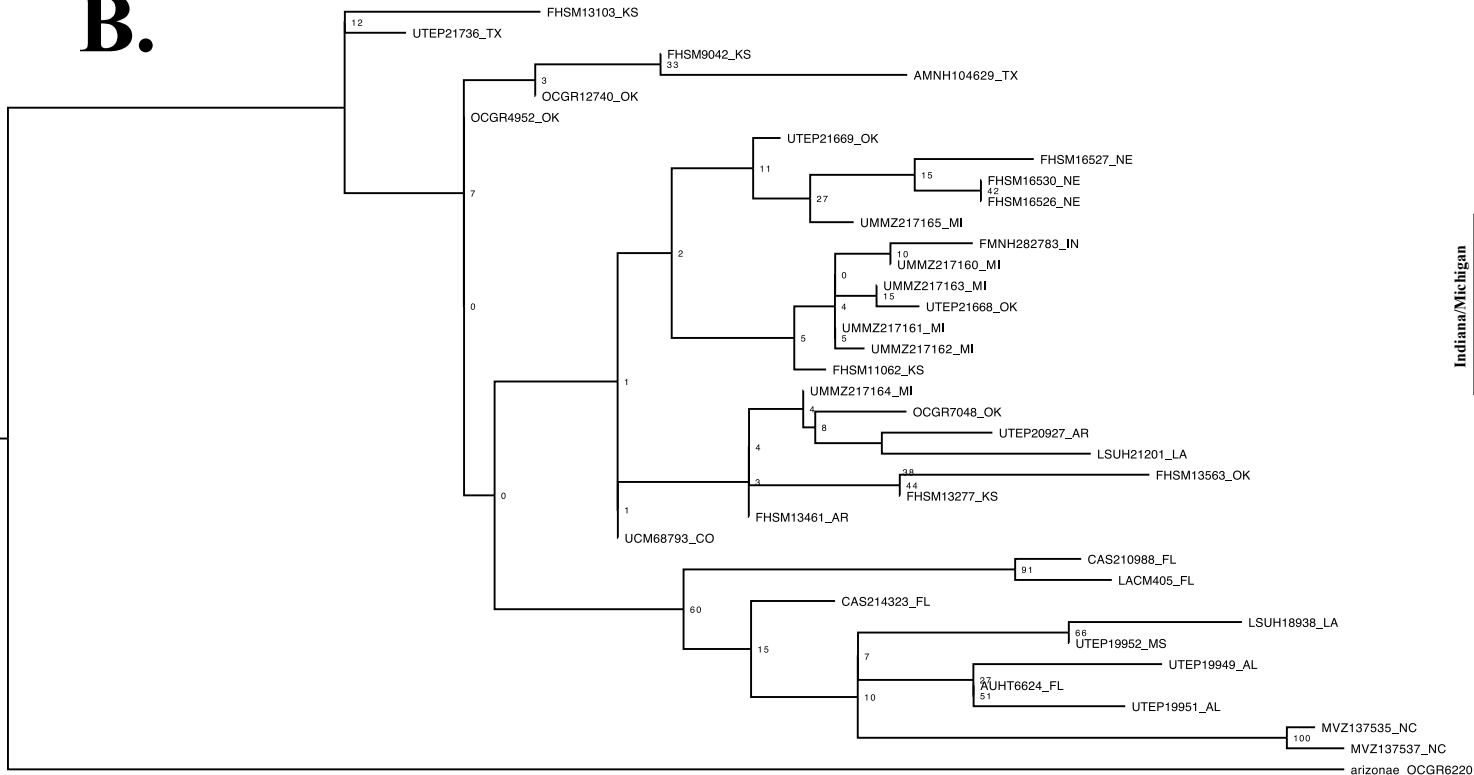 B.
FHSM13103_KS
12
UTEP21736_TX
FHSM9042_KS
33
AMNH104629_TX
3
OCGR12740_OK
OCGR4952_OK
UTEP21669_OK
11
FHSM16527_NE
15
FHSM16530_NE
42
FHSM16526_NE
7
27
UMMZ217165_MI
FMNH282783_IN
2
10
UMMZ217160_MI
0
UMMZ217163_MI
15
0
4
UTEP21668_OK
UMMZ217161_MI
5
5
UMMZ217162_MI
Indiana/Michigan
FHSM11062_KS
1
UMMZ217164_MI
4
OCGR7048_OK
8
UTEP20927_AR
4
LSUH21201_LA
38
FHSM13563_OK
3
44
FHSM13277_KS
0
1
FHSM13461_AR
UCM68793_CO
CAS210988_FL
91
LACM405_FL
CAS214323_FL
60
LSUH18938_LA
66
UTEP19952_MS
15
7
UTEP19949_AL
27
AUHT6624_FL
51
10
UTEP19951_AL
MVZ137535_NC
100
MVZ137537_NC
arizonae_OCGR6220